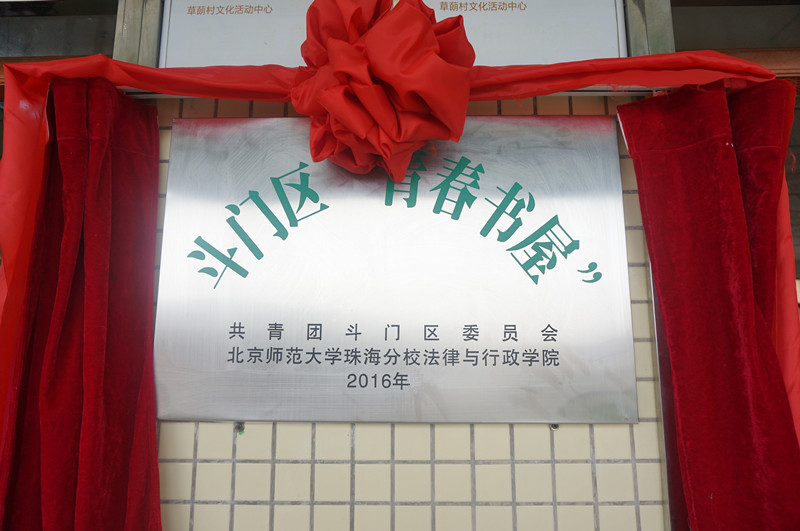 草蓢村文化活动中心
草蓢村文化活动中心
斗门区 青春书屋”
共青团斗门区委员会
北京师范大学珠海分校法律与行政学院
2016年